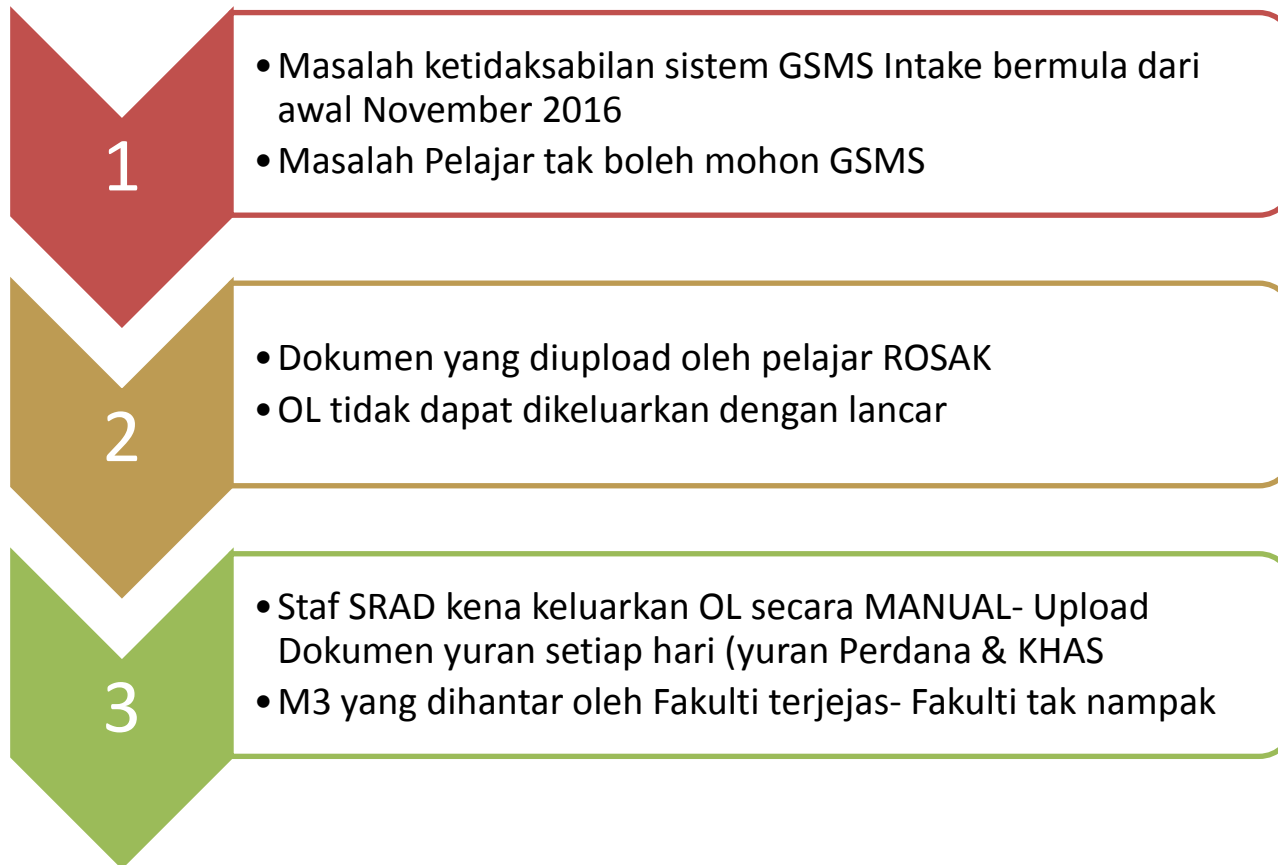 1
• Masalah ketidaksabilan sistem GSMS Intake bermula dari
awal November 2016
• Masalah Pelajar tak boleh mohon GSMS
2
• Dokumen yang diupload oleh pelajar ROSAK
• OL tidak dapat dikeluarkan dengan lancar
3
• Staf SRAD kena keluarkan OL secara MANUAL- Upload
Dokumen yuran setiap hari (yuran Perdana & KHAS
• M3 yang dihantar oleh Fakulti terjejas- Fakulti tak nampak